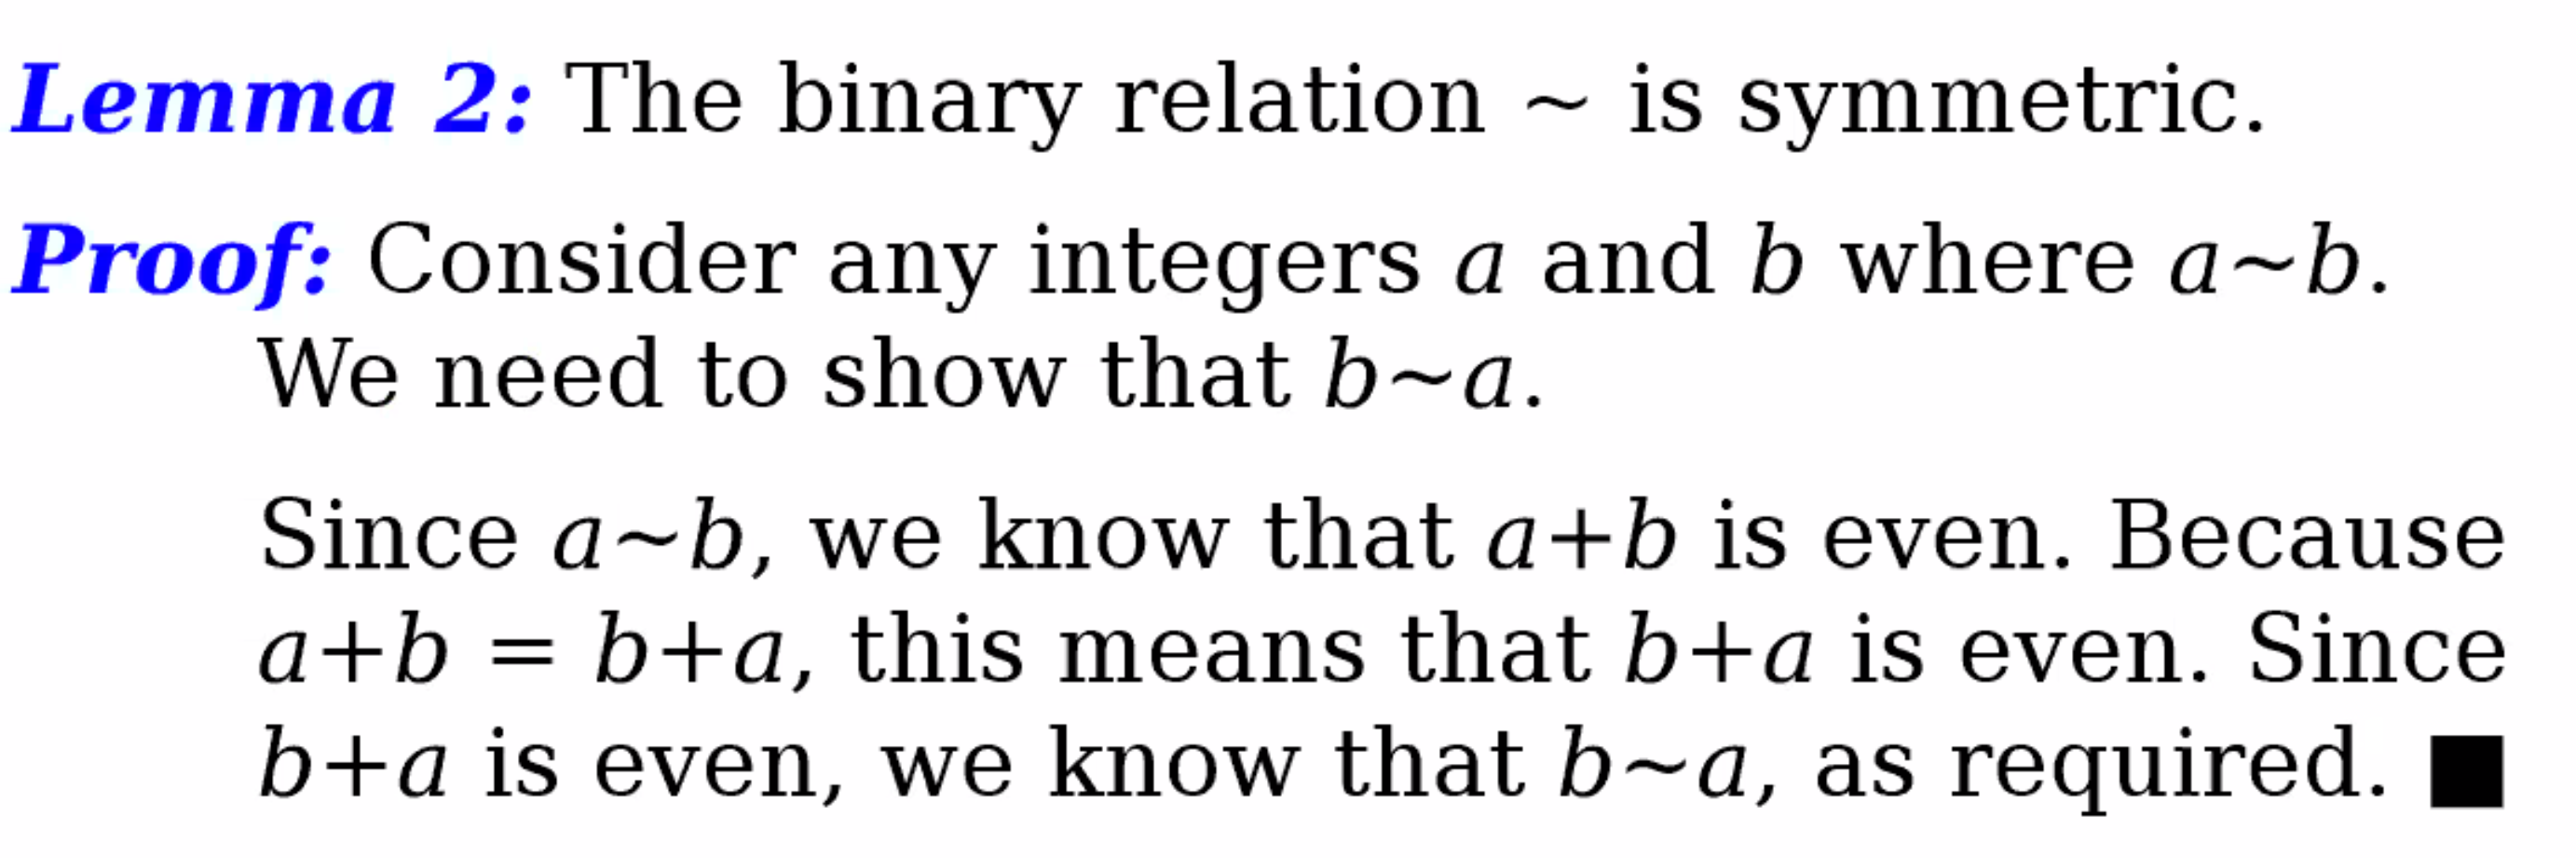 Lemma 2: The binary relation ~ is symmetric.
Proof: Consider any integers a and b where a~b.
We need to show that b~a.
Since a~b, we know that a+b is even. Because
a+b = b+a, this means that b+a is even. Since
b+a is even, we know that b~a, as required. ■